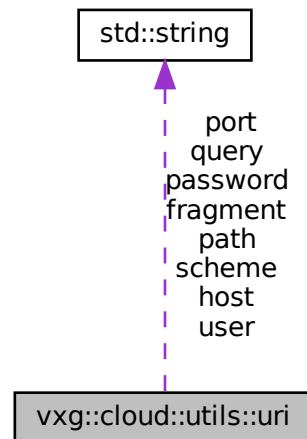 std::string
port
query
password
fragment
path
scheme
host
user
vxg::cloud::utils::uri